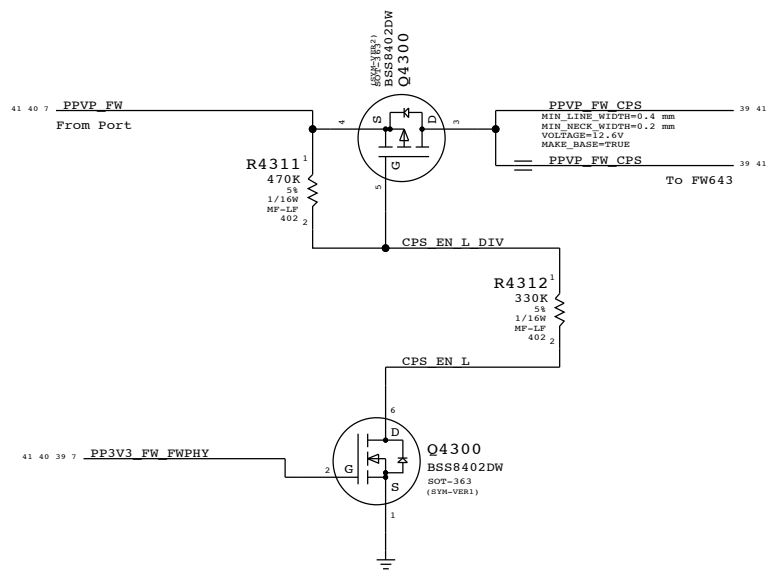 (SYM-VER2)
SOT-363
BSS8402DW
Q4300
41 40 7
PPVP_FW
From Port
4
S
D
3
G
5
PPVP_FW_CPS
39 41
MIN_LINE_WIDTH=0.4 mm
MIN_NECK_WIDTH=0.2 mm
VOLTAGE=12.6V
MAKE_BASE=TRUE
PPVP_FW_CPS
39 41
To FW643
R4311
1
470K
5%
1/16W
MF-LF
402
2
CPS_EN_L_DIV
R4312
1
330K
5%
1/16W
MF-LF
402
2
CPS_EN_L
6
D
41 40 39 7
PP3V3_FW_FWPHY
2
G
S
1
Q4300
BSS8402DW
SOT-363
(SYM-VER1)